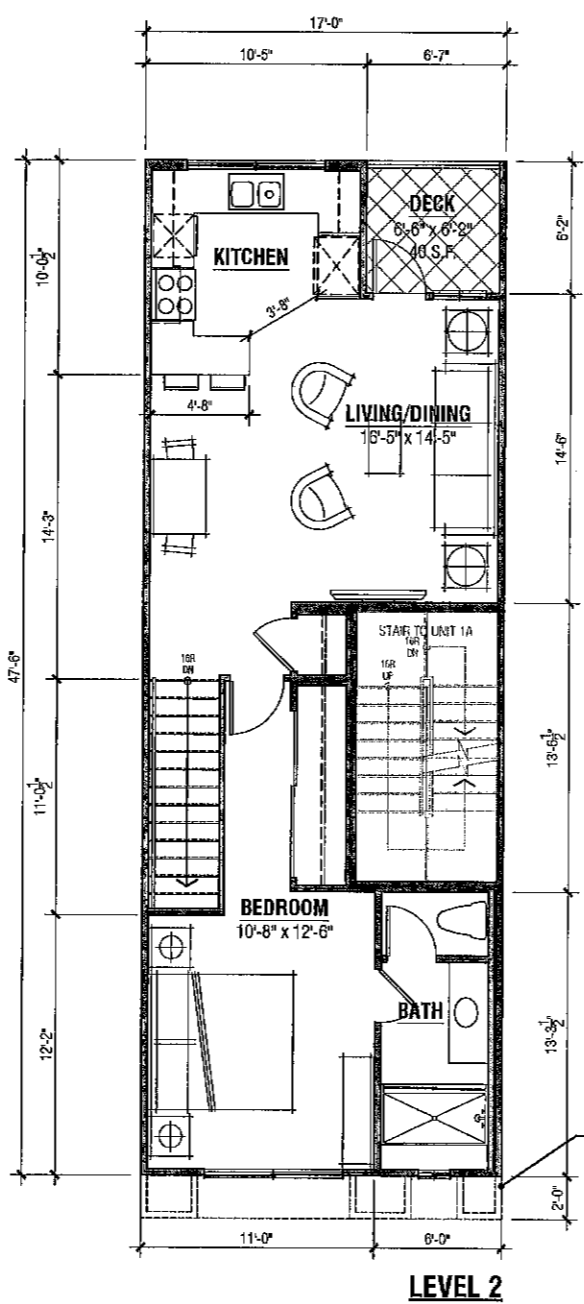 17'-0"
10'-5" 6'-7"
DECK
6'-6" x 6'-2"
40 S.F.
6'-2"
10'-0½"
KITCHEN
3'-8"
4'-8"
LIVING/DINING
16'-5" x 14'-5"
14'-6"
14'-3"
47'-6"
STAIR TO UNIT 1A
16R
DN
16R
UP
16R
DN
13'-6½"
11'-0½"
BEDROOM
10'-8" x 12'-6"
BATH
12'-2"
13'-3½"
2'-0"
11'-0" 6'-0"
LEVEL 2